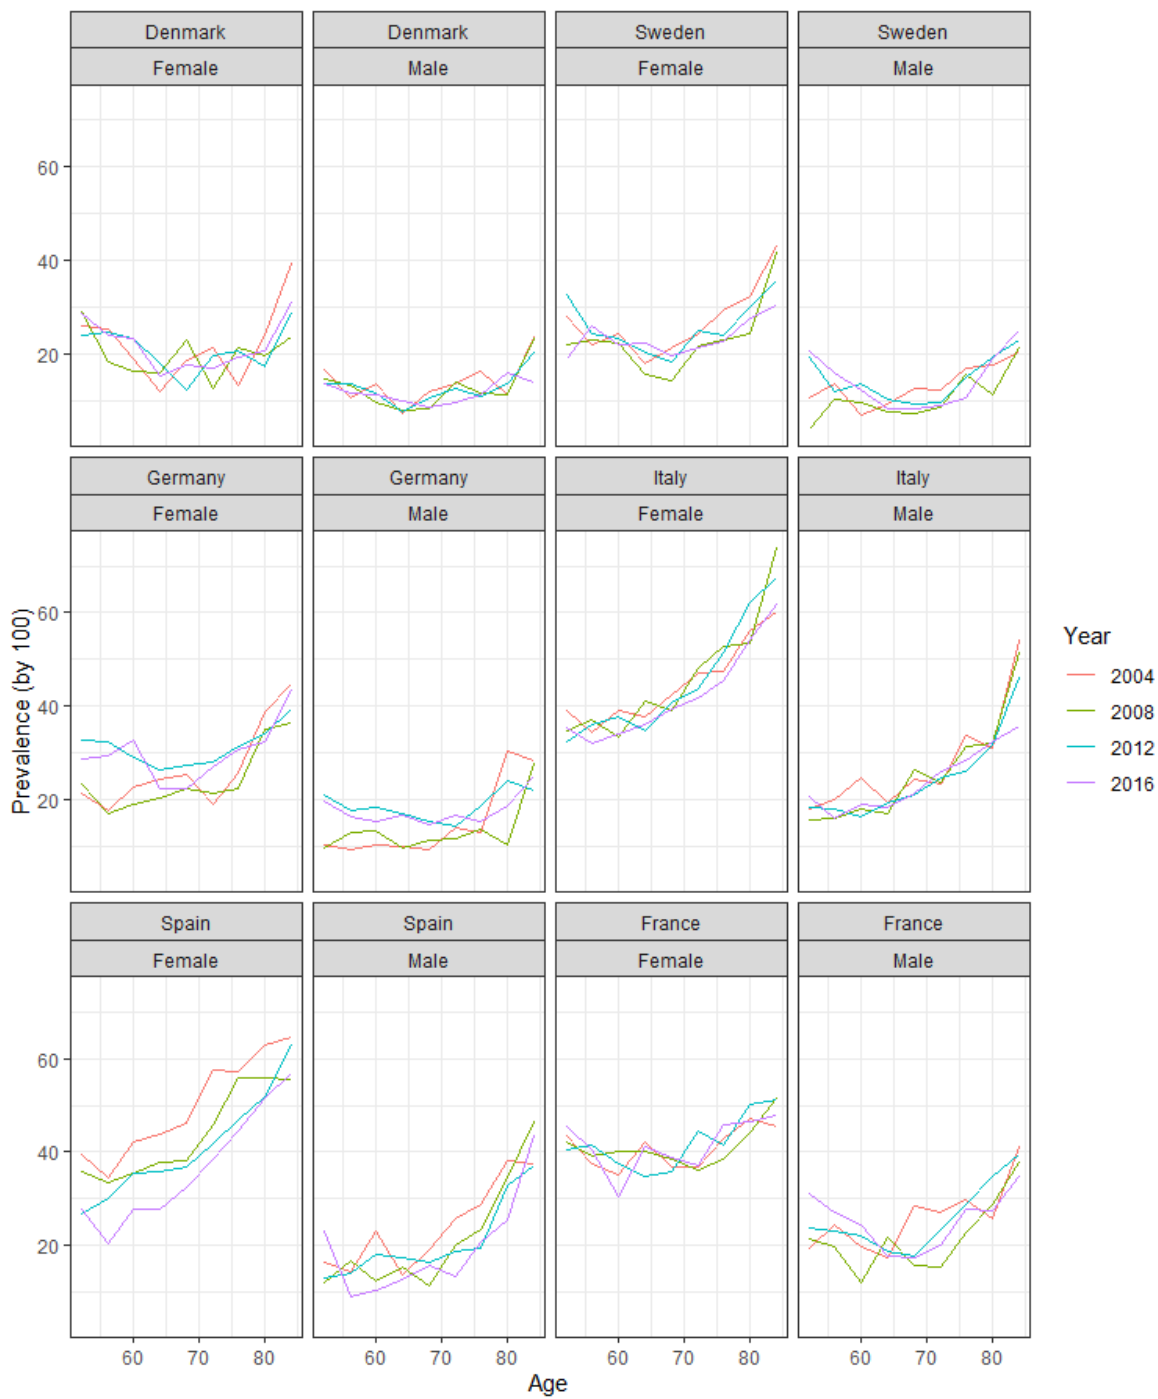 Denmark Denmark Sweden Sweden
Female Male Female Male
60
40
20
Germany Germany Italy Italy
Female Male Female Male
60
40
20
Prevalence (by 100)
Year
2004
2008
2012
2016
Spain Spain France France
Female Male Female Male
60
40
20
60 70 80 60 70 80 60 70 80 60 70 80
Age